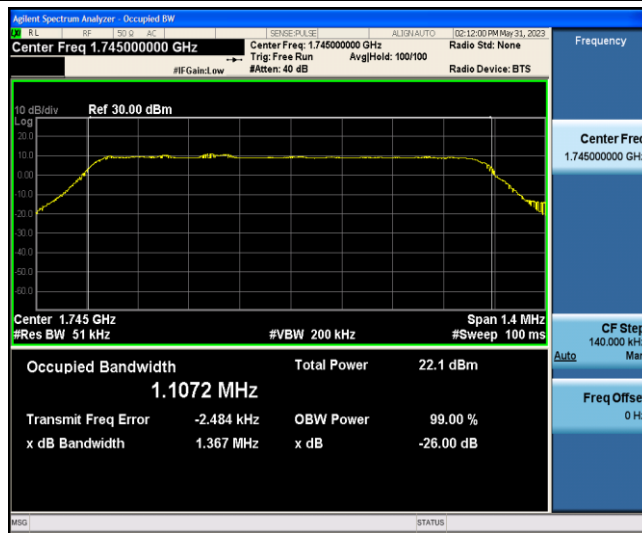 Agilent Spectrum Analyzer - Occupied BW
RL RF 50 Ω AC SENSE:PULSE ALIGNAUTO 02:12:00 PM May 31, 2023
Center Freq 1.745000000 GHz
Center Freq: 1.745000000 GHz
Radio Std: None
Frequency
Trig: Free Run Avg|Hold: 100/100
#IFGain:Low #Atten: 40 dB Radio Device: BTS
10 dB/div Ref 30.00 dBm
Log
20.0
10.0
0.00
-10.0
-20.0
-30.0
-40.0
-50.0
-60.0
Center Freq
1.745000000 GHz
Center 1.745 GHz Span 1.4 MHz
#Res BW 51 kHz #VBW 200 kHz #Sweep 100 ms
CF Step
140.000 kHz
Auto Man
Occupied Bandwidth Total Power 22.1 dBm
1.1072 MHz
Transmit Freq Error -2.484 kHz OBW Power 99.00 %
x dB Bandwidth 1.367 MHz x dB -26.00 dB
Freq Offset
0 Hz
MSG STATUS